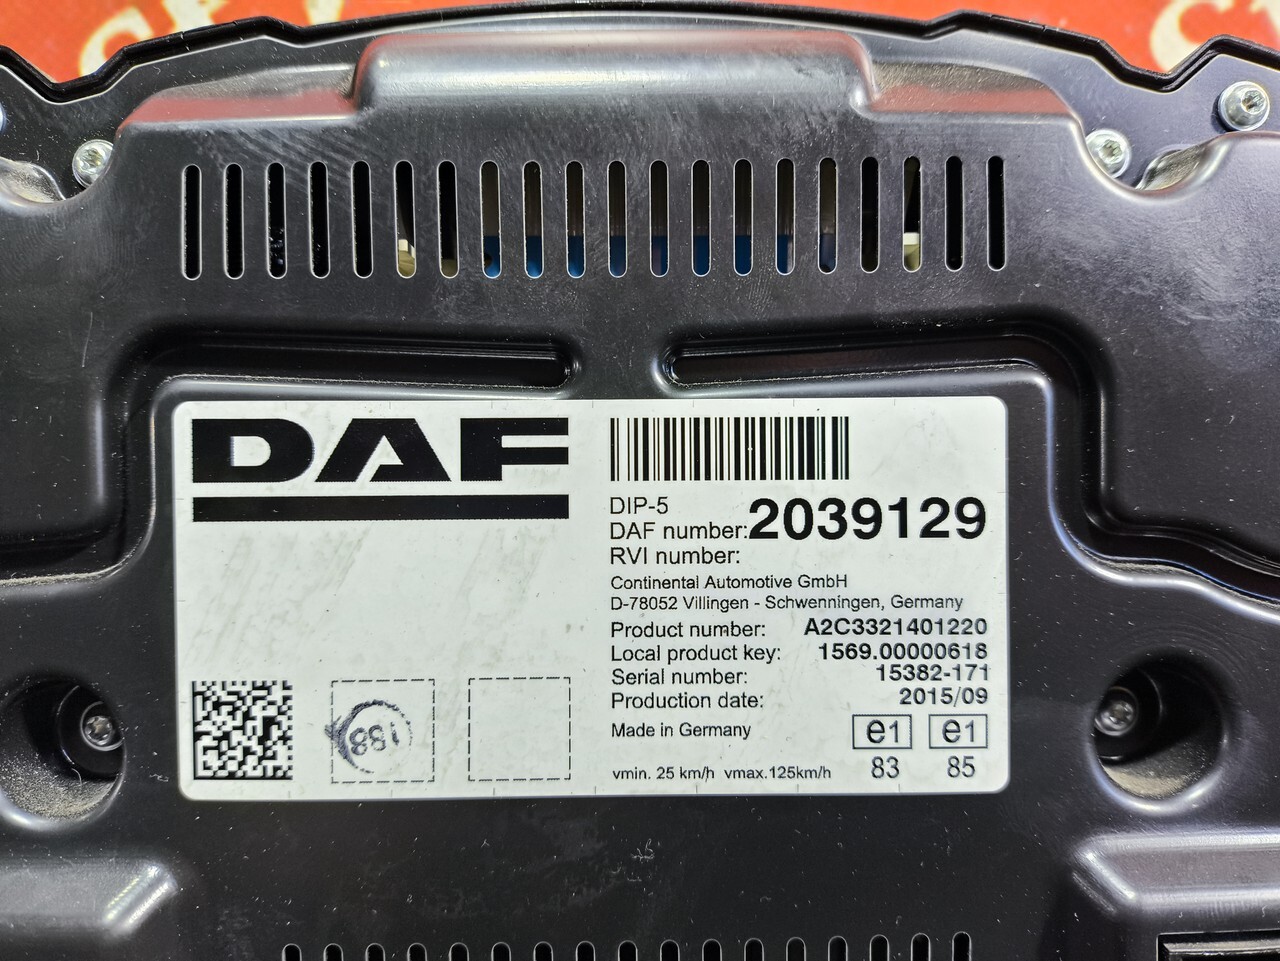 DAF
DIP-5
DAF number: 2039129
RVI number:
Continental Automotive GmbH
D-78052 Villingen - Schwenningen, Germany
Product number: A2C3321401220
Local product key: 1569.00000618
Serial number: 15382-171
Production date: 2015/09
Made in Germany
e1 e1
83 85
vmin. 25 km/h vmax.125km/h
188